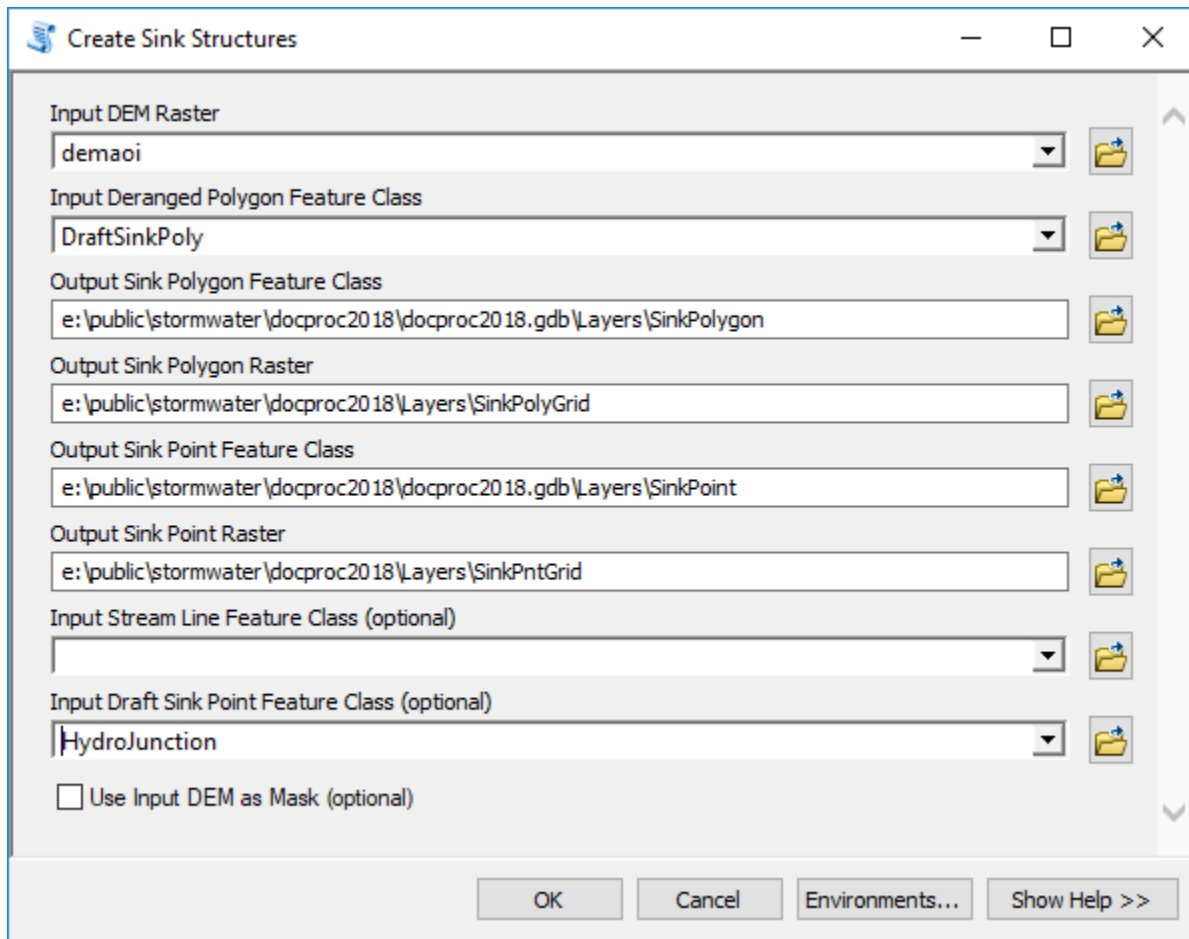 Create Sink Structures
Input DEM Raster
demaoi
Input Deranged Polygon Feature Class
DraftSinkPoly
Output Sink Polygon Feature Class
e:\public\stormwater\docproc2018\docproc2018.gdb\Layers\SinkPolygon
Output Sink Polygon Raster
e:\public\stormwater\docproc2018\Layers\SinkPolyGrid
Output Sink Point Feature Class
e:\public\stormwater\docproc2018\docproc2018.gdb\Layers\SinkPoint
Output Sink Point Raster
e:\public\stormwater\docproc2018\Layers\SinkPntGrid
Input Stream Line Feature Class (optional)
Input Draft Sink Point Feature Class (optional)
HydroJunction
Use Input DEM as Mask (optional)
OK Cancel Environments... Show Help >>